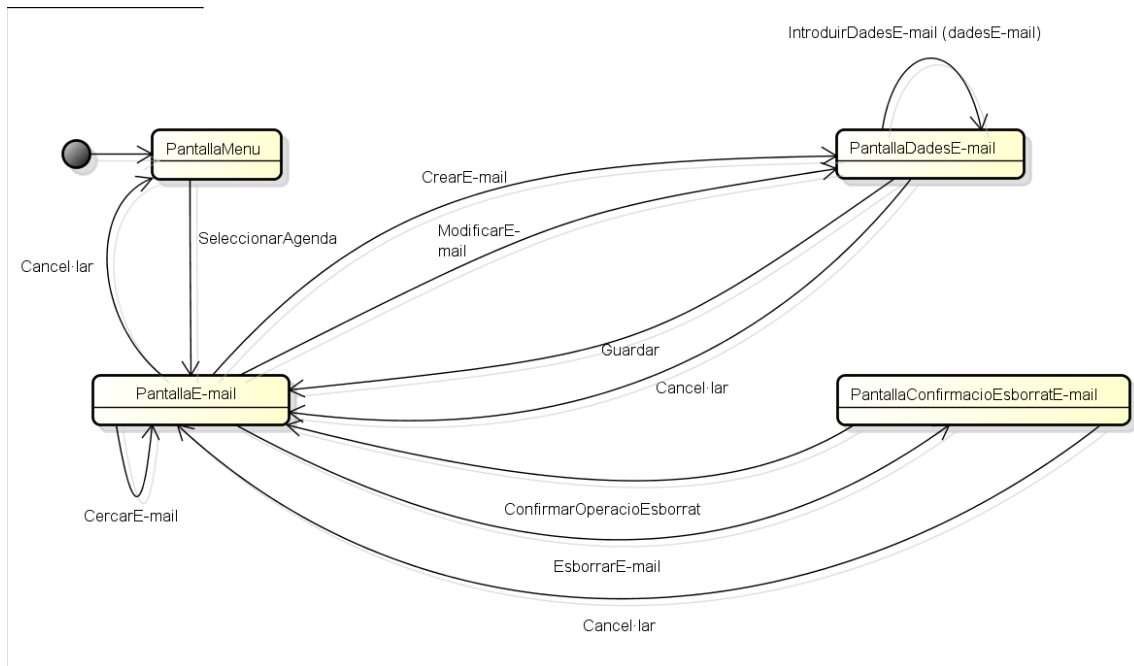 IntroduirDadesE-mail (dadesE-mail)
PantallaMenu
PantallaDadesE-mail
CrearE-mail
ModificarE-
mail
SeleccionarAgenda
Cancel·lar
Guardar
Cancel·lar
PantallaE-mail
PantallaConfirmacioEsborratE-mail
CercarE-mail
ConfirmarOperacioEsborrat
EsborrarE-mail
Cancel·lar